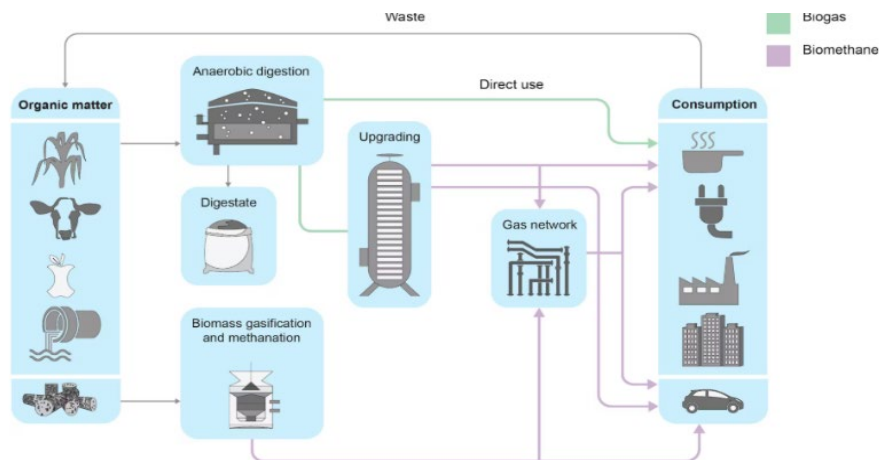 Waste
Biogas
Biomethane
Organic matter
Anaerobic digestion
Direct use
Consumption
Upgrading
Digestate
Gas network
Biomass gasification
and methanation